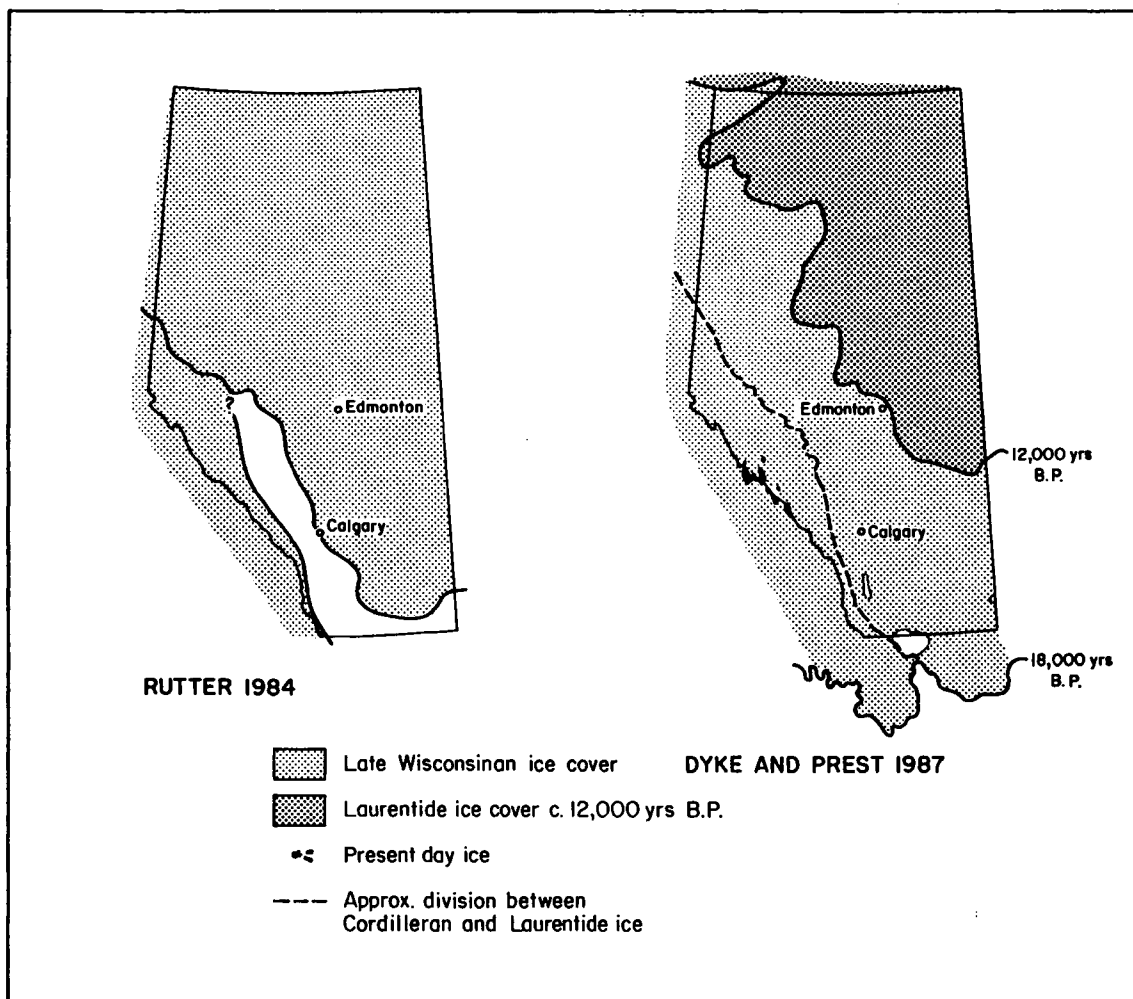 ?
Edmonton
Calgary
RUTTER 1984
Edmonton
12,000 yrs
B.P.
Calgary
18,000 yrs
B.P.
DYKE AND PREST 1987
Late Wisconsinan ice cover
Laurentide ice cover c. 12,000 yrs B.P.
Present day ice
Approx. division between
Cordilleran and Laurentide ice